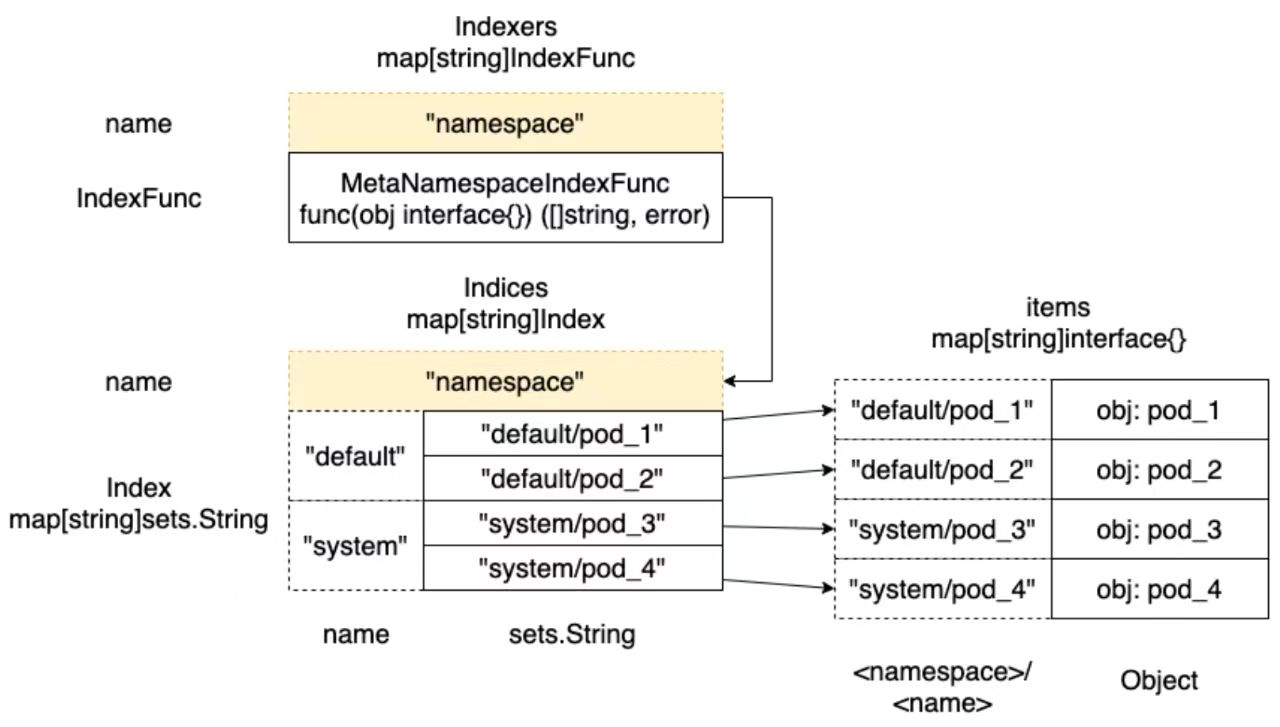 Indexers
map[string]IndexFunc
name
"namespace"
IndexFunc
MetaNamespaceIndexFunc
func(obj interface{}) ([]string, error)
Indices
map[string]Index
name
"namespace"
Index
map[string]sets.String
"default"
"default/pod_1"
"default/pod_2"
"system"
"system/pod_3"
"system/pod_4"
name
sets.String
items
map[string]interface{}
"default/pod_1"
obj: pod_1
"default/pod_2"
obj: pod_2
"system/pod_3"
obj: pod_3
"system/pod_4"
obj: pod_4
<namespace>/
<name>
Object